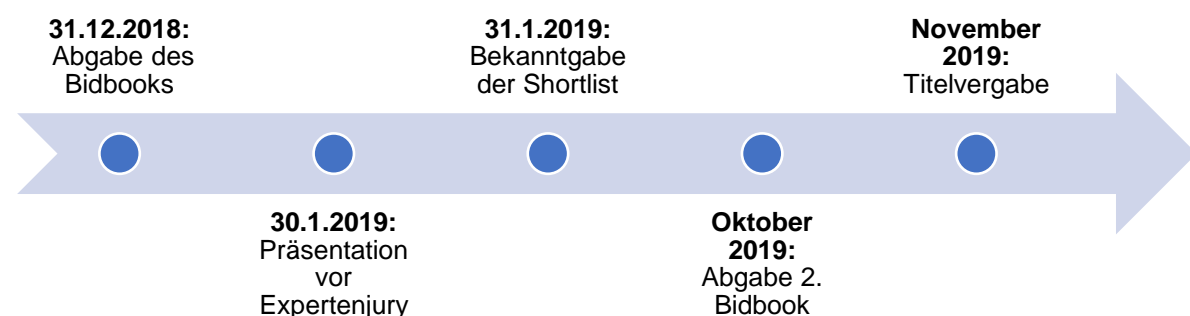 31.12.2018:
Abgabe des
Bidbooks
30.1.2019:
Präsentation
vor
Expertenjury
31.1.2019:
Bekanntgabe
der Shortlist
Oktober
2019:
Abgabe 2.
Bidbook
November
2019:
Titelvergabe